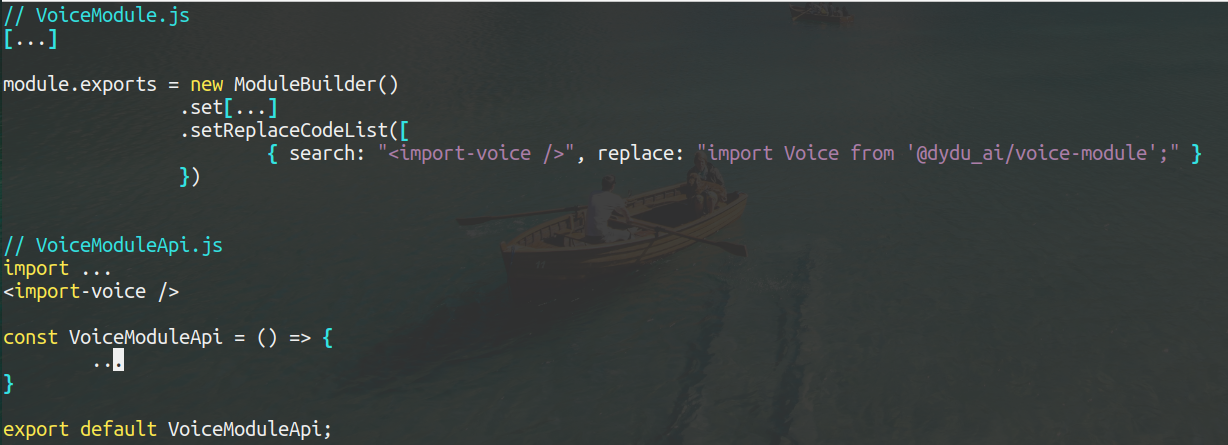 // VoiceModule.js
[...]
module.exports = new ModuleBuilder()
.set[...]
.setReplaceCodeList([
{ search: "<import-voice />", replace: "import Voice from '@dydu_ai/voice-module';" }
})
// VoiceModuleApi.js
import ...
<import-voice />
const VoiceModuleApi = () => {
...
}
export default VoiceModuleApi;